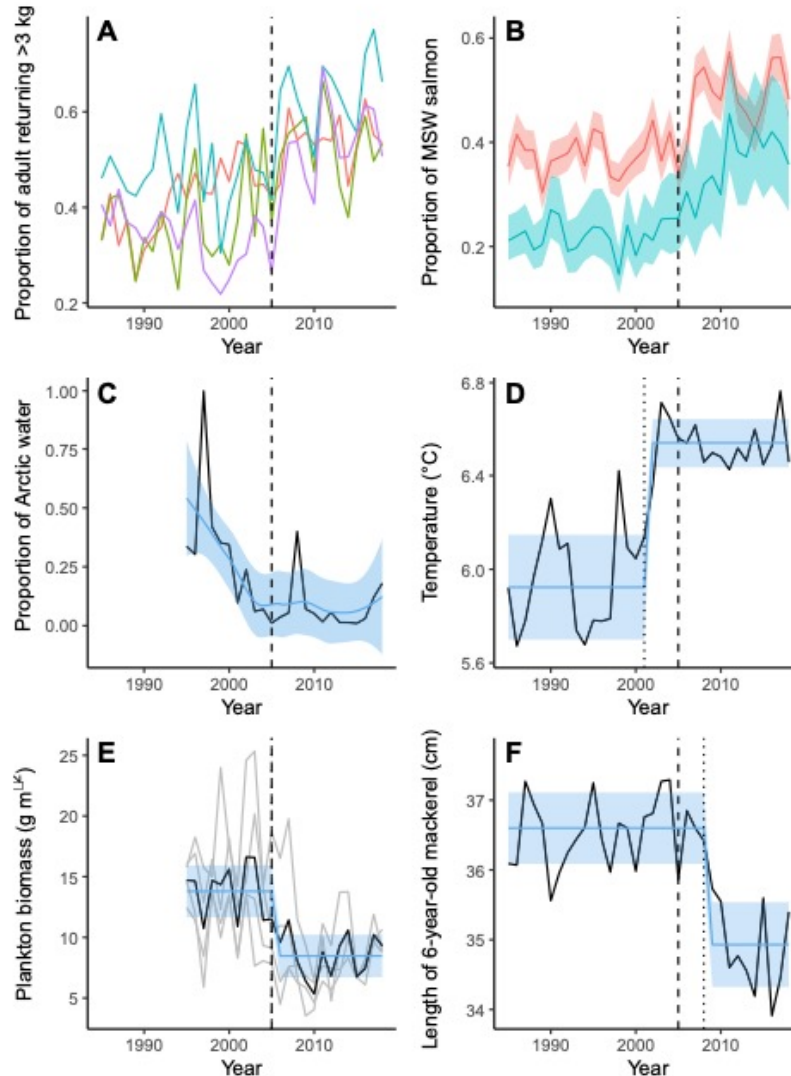 A
Proportion of adult returning >3 kg
0.6
0.4
0.2
1990 2000 2010
Year
B
Proportion of MSW salmon
0.6
0.4
0.2
1990 2000 2010
Year
C
Proportion of Arctic water
1.00
0.75
0.50
0.25
0.00
1990 2000 2010
Year
D
Temperature (°C)
6.8
6.4
6.0
5.6
1990 2000 2010
Year
E
Plankton biomass (g
25
20
15
10
5
1990 2000 2010
Year
F
Length of 6-year-old mackerel (cm)
37
36
35
34
1990 2000 2010
Year